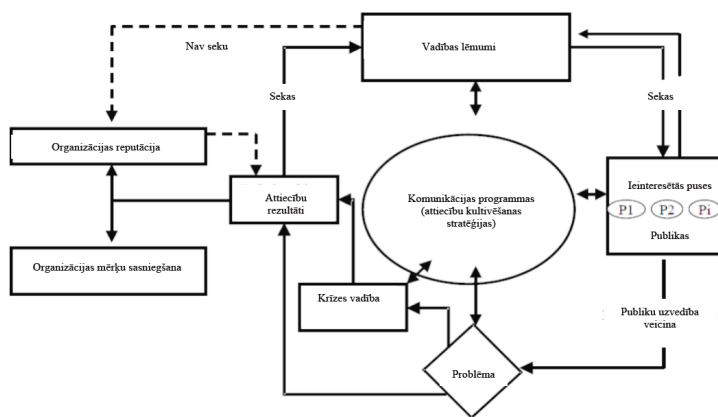 Nav seku
Vadības lēmumi
Sekas
Sekas
Organizācijas reputācija
Attiecību
rezultāti
Komunikācijas programmas
(attiecību kultivēšanas
stratēģijas)
Ieinteresētās puses
P1 P2 Pi
Publikas
Organizācijas mērķu sasniegšana
Krīzes vadība
Publiku uzvedība
veicina
Problēma